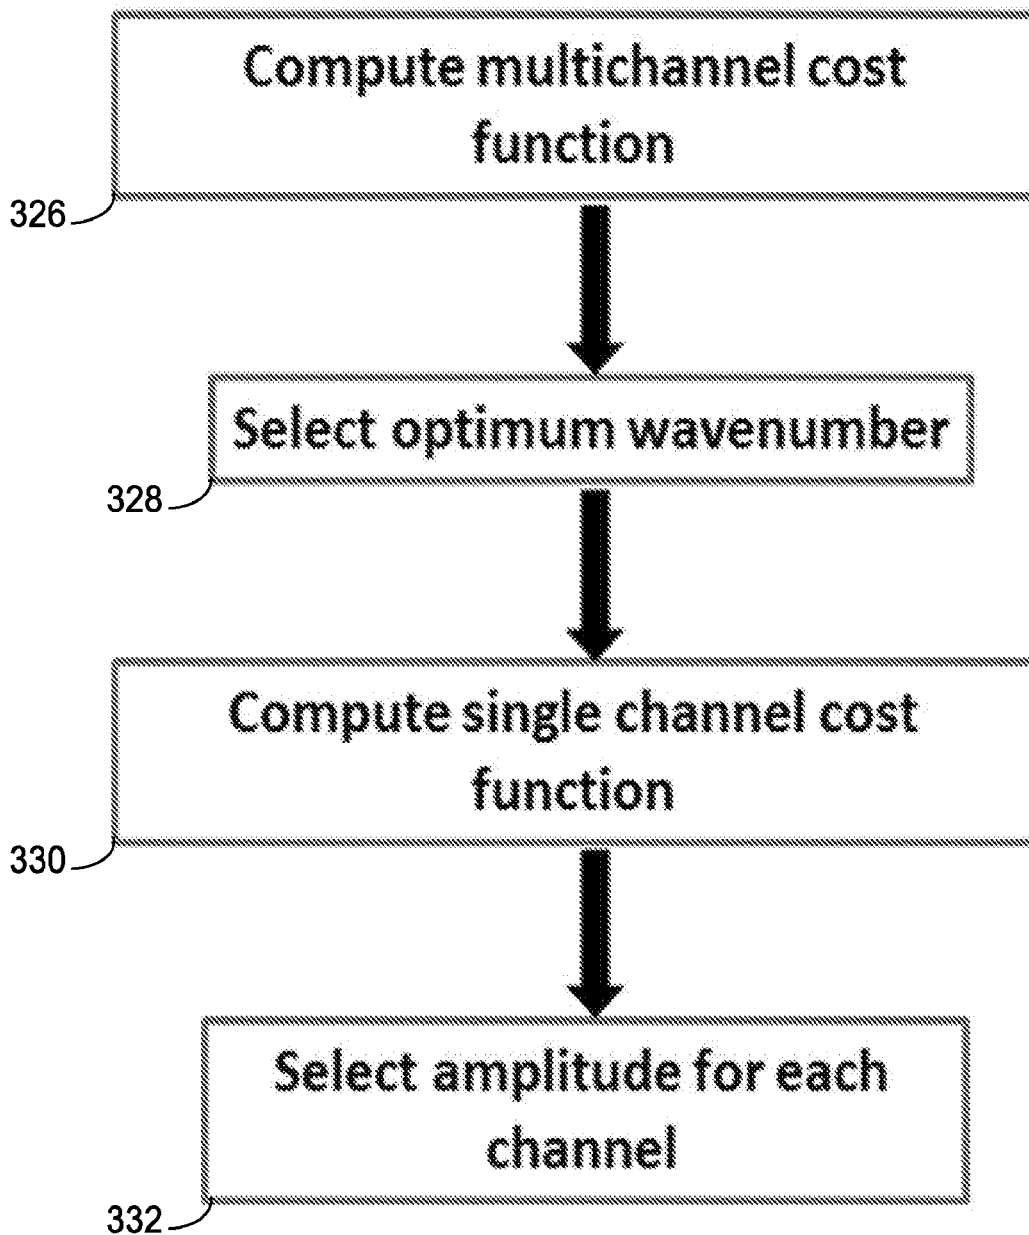 Compute multichannel cost
function
326
Select optimum wavenumber
328
Compute single channel cost
function
330
Select amplitude for each
channel
332